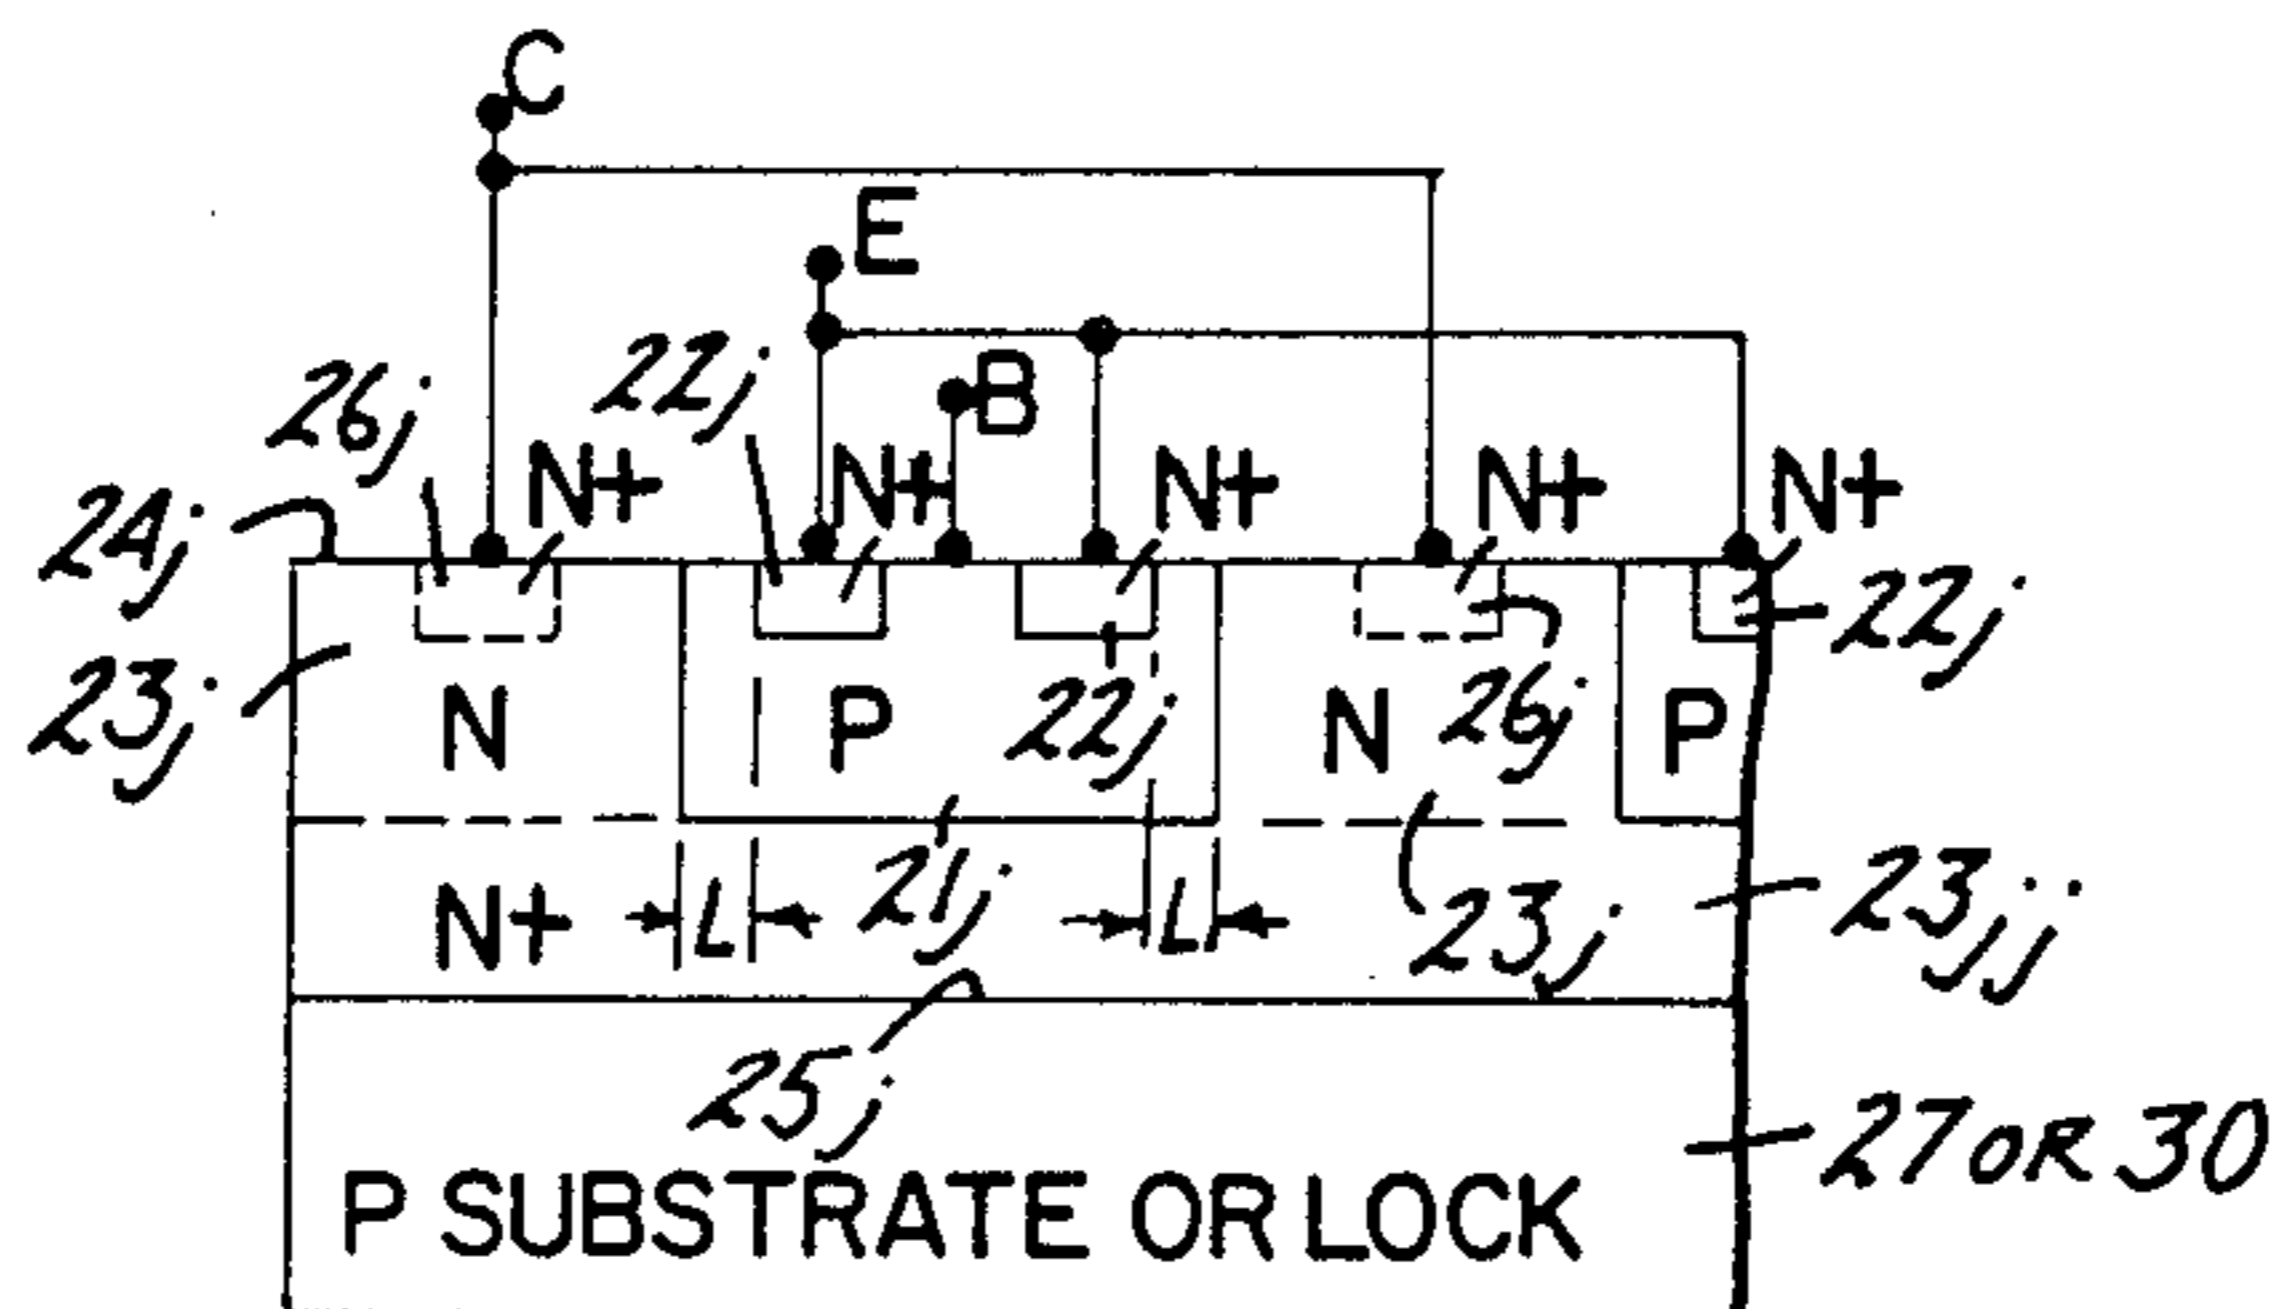 C
E
B
26j
22j
24j
N+
N+
N+
N+
N+
22j
23j
N
P
22j
N
26j
P
N+
L
21j
L
23j
23jj
25j
27 OR 30
P SUBSTRATE OR LOCK